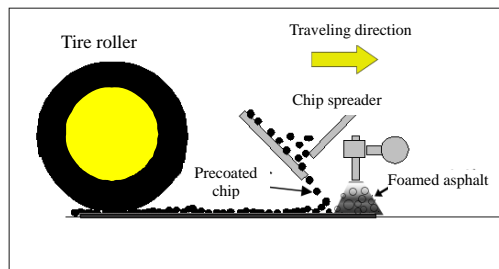 Tire roller
Traveling direction
Chip spreader
Precoated
chip
Foamed asphalt